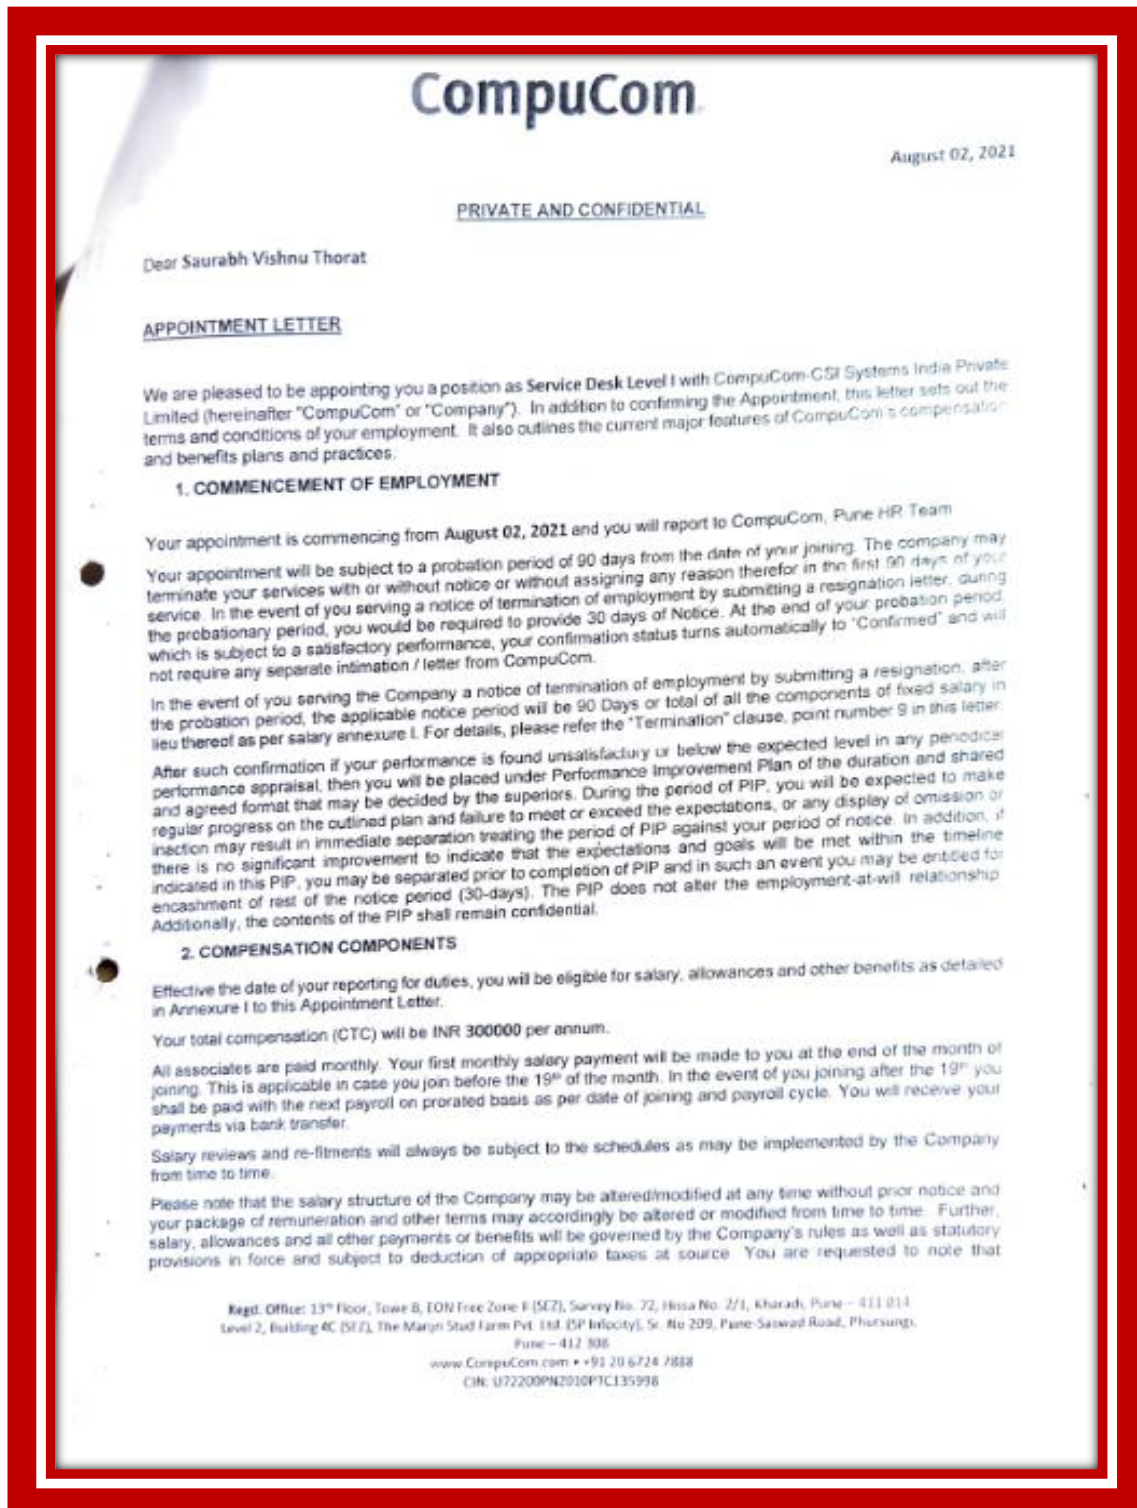 CompuCom
August 02, 2021
PRIVATE AND CONFIDENTIAL
Dear Saurabh Vishnu Thorat
APPOINTMENT LETTER
We are pleased to be appointing you a position as Service Desk Level I with CompuCom-CSI Systems India Private
Limited (hereinafter "CompuCom" or "Company"). In addition to confirming the Appointment, this letter sets out the
terms and conditions of your employment. It also outlines the current major features of CompuCom's compensation
and benefits plans and practices.
1. COMMENCEMENT OF EMPLOYMENT
Your appointment is commencing from August 02, 2021 and you will report to CompuCom, Pune HR Team
Your appointment will be subject to a probation period of 90 days from the date of your joining. The company may
terminate your services with or without notice or without assigning any reason therefor in the first 90 days of your
service. In the event of you serving a notice of termination of employment by submitting a resignation letter, during
the probationary period, you would be required to provide 30 days of Notice. At the end of your probation period,
which is subject to a satisfactory performance, your confirmation status turns automatically to "Confirmed" and will
not require any separate intimation / letter from CompuCom.
In the event of you serving the Company a notice of termination of employment by submitting a resignation, after
the probation period, the applicable notice period will be 90 Days or total of all the components of fixed salary in
lieu thereof as per salary annexure I. For details, please refer the "Termination" clause, point number 9 in this letter.
After such confirmation if your performance is found unsatisfactory or below the expected level in any periodical
performance appraisal, then you will be placed under Performance Improvement Plan of the duration and shared
and agreed format that may be decided by the superiors. During the period of PIP, you will be expected to make
regular progress on the outlined plan and failure to meet or exceed the expectations, or any display of omission or
inaction may result in immediate separation treating the period of PIP against your period of notice. In addition, if
there is no significant improvement to indicate that the expectations and goals will be met within the timeline
indicated in this PIP, you may be separated prior to completion of PIP and in such an event you may be entitled for
encashment of rest of the notice period (30-days). The PIP does not alter the employment-at-will relationship
Additionally, the contents of the PIP shall remain confidential.
2. COMPENSATION COMPONENTS
Effective the date of your reporting for duties, you will be eligible for salary, allowances and other benefits as detailed
in Annexure I to this Appointment Letter.
Your total compensation (CTC) will be INR 300000 per annum.
All associates are paid monthly. Your first monthly salary payment will be made to you at the end of the month of
joining. This is applicable in case you join before the 19th of the month. In the event of you joining after the 19th you
shall be paid with the next payroll on prorated basis as per date of joining and payroll cycle. You will receive your
payments via bank transfer.
Salary reviews and re-fitments will always be subject to the schedules as may be implemented by the Company
from time to time.
Please note that the salary structure of the Company may be altered/modified at any time without prior notice and
your package of remuneration and other terms may accordingly be altered or modified from time to time. Further,
salary, allowances and all other payments or benefits will be governed by the Company's rules as well as statutory
provisions in force and subject to deduction of appropriate taxes at source. You are requested to note that
Regd. Office: 13th Floor, Towe B, EON Free Zone II (SEZ), Survey No. 72, Hissa No. 2/1, Kharadi, Pune – 411 014
Level 2, Building 4C (SEZ), The Manjri Stud Farm Pvt. Ltd. (SP Infocity), Sr. No 209, Pune-Saswad Road, Phursungi,
Pune – 412 308
www.CompuCom.com • +91 20 6724 7888
CIN: U72200PN2010PTC135998